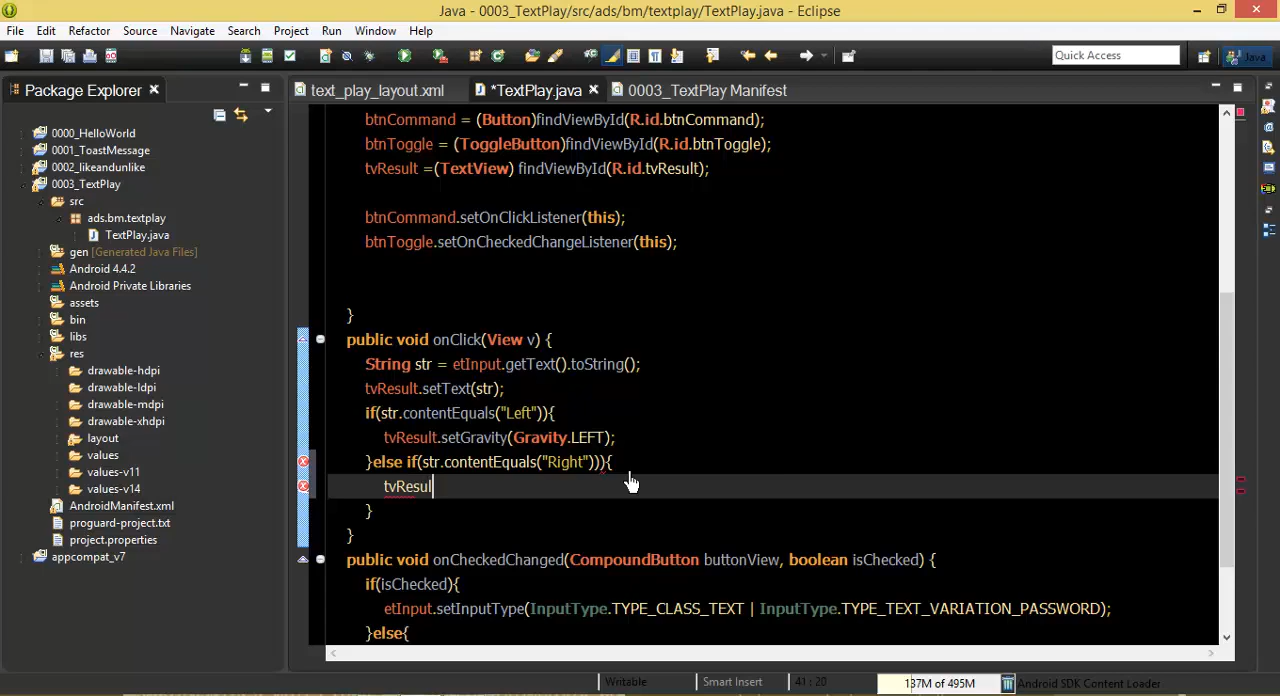 Java - 0003_TextPlay/src/ads/bm/textplay/TextPlay.java - Eclipse
File Edit Refactor Source Navigate Search Project Run Window Help
Quick Access
Java
Package Explorer
text_play_layout.xml
*TextPlay.java
0003_TextPlay Manifest
0000_HelloWorld
0001_ToastMessage
0002_likeandunlike
0003_TextPlay
src
ads.bm.textplay
TextPlay.java
gen [Generated Java Files]
Android 4.4.2
Android Private Libraries
assets
bin
libs
res
drawable-hdpi
drawable-ldpi
drawable-mdpi
drawable-xhdpi
layout
values
values-v11
values-v14
AndroidManifest.xml
proguard-project.txt
project.properties
appcompat_v7
btnCommand = (Button)findViewById(R.id.btnCommand);
btnToggle = (ToggleButton)findViewById(R.id.btnToggle);
tvResult =(TextView) findViewById(R.id.tvResult);
btnCommand.setOnClickListener(this);
btnToggle.setOnCheckedChangeListener(this);
}
public void onClick(View v) {
String str = etInput.getText().toString();
tvResult.setText(str);
if(str.contentEquals("Left")){
tvResult.setGravity(Gravity.LEFT);
}else if(str.contentEquals("Right"))){
tvResul
}
}
public void onCheckedChanged(CompoundButton buttonView, boolean isChecked) {
if(isChecked){
etInput.setInputType(InputType.TYPE_CLASS_TEXT | InputType.TYPE_TEXT_VARIATION_PASSWORD);
}else{
Writable
Smart Insert
41 : 20
137M of 495M
Android SDK Content Loader